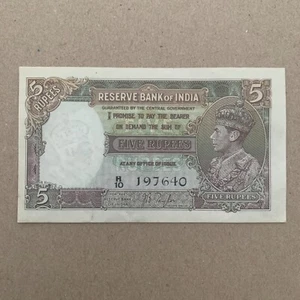 5 RESERVE BANK OF INDIA 5
RUPEES
GUARANTEED BY THE CENTRAL GOVERNMENT
I PROMISE TO PAY THE BEARER
ON DEMAND THE SUM OF
FIVE RUPEES
AT ANY OFFICE OF ISSUE
197640
5
FIVE RUPEES